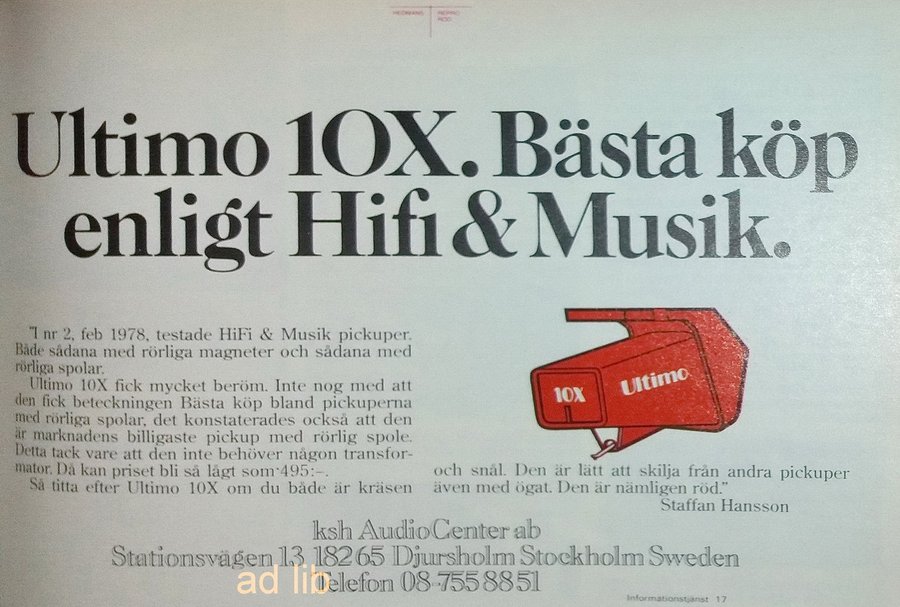 HEDMANS REPRO
Ultimo 10X. Bästa köp
enligt Hifi & Musik.
"I nr 2, feb 1978, testade HiFi & Musik pickuper.
Både sådana med rörliga magneter och sådana med
rörliga spolar.
Ultimo 10X fick mycket beröm. Inte nog med att
den fick beteckningen Bästa köp bland pickuperna
med rörliga spolar, det konstaterades också att den
är marknadens billigaste pickup med rörlig spole.
Detta tack vare att den inte behöver någon transfor-
mator. Då kan priset bli så lågt som 495:-.
Så titta efter Ultimo 10X om du både är kräsen
10X
Ultimo
och snål. Den är lätt att skilja från andra pickuper
även med ögat. Den är nämligen röd."
Staffan Hansson
ksh AudioCenter ab
Stationsvägen 13 182 65 Djursholm Stockholm Sweden
Telefon 08-755 88 51
ad lib
Informationstjänst 17